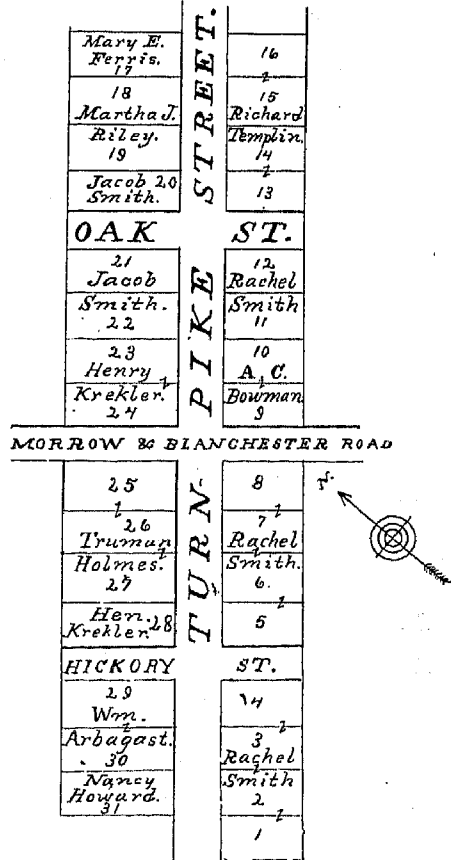 Mary E.
Ferris.
17
18
Martha J.
Riley.
19
Jacob 20
Smith.
16
15
Richard
Templin.
14
13
OAK ST.
21
Jacob
Smith.
22
23
Henry
Krekler.
24
12
Rachel
Smith
11
10
A. C.
Bowman
9
MORROW & BLANCHESTER ROAD
25
26
Truman
Holmes.
27
Hen.
Krekler. 28
8
7
Rachel
Smith.
6.
5
HICKORY ST.
29
Wm.
Arbagast.
30
Nancy
Howard.
31
4
3
Rachel
Smith
2
1
TURN-PIKE STREET.